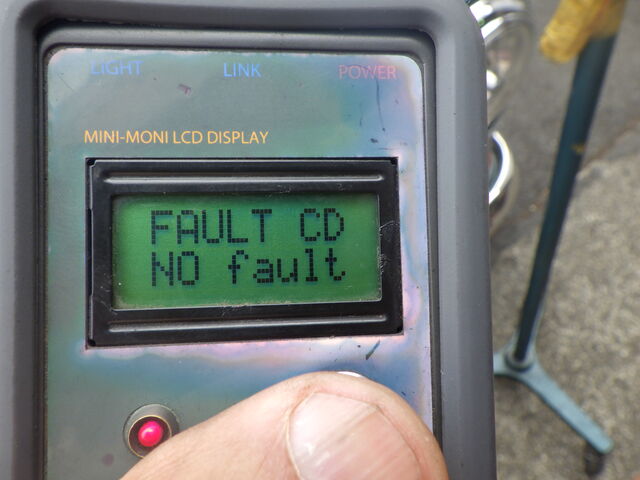 LIGHT LINK POWER
MINI-MONI LCD DISPLAY
FAULT CD
NO fault